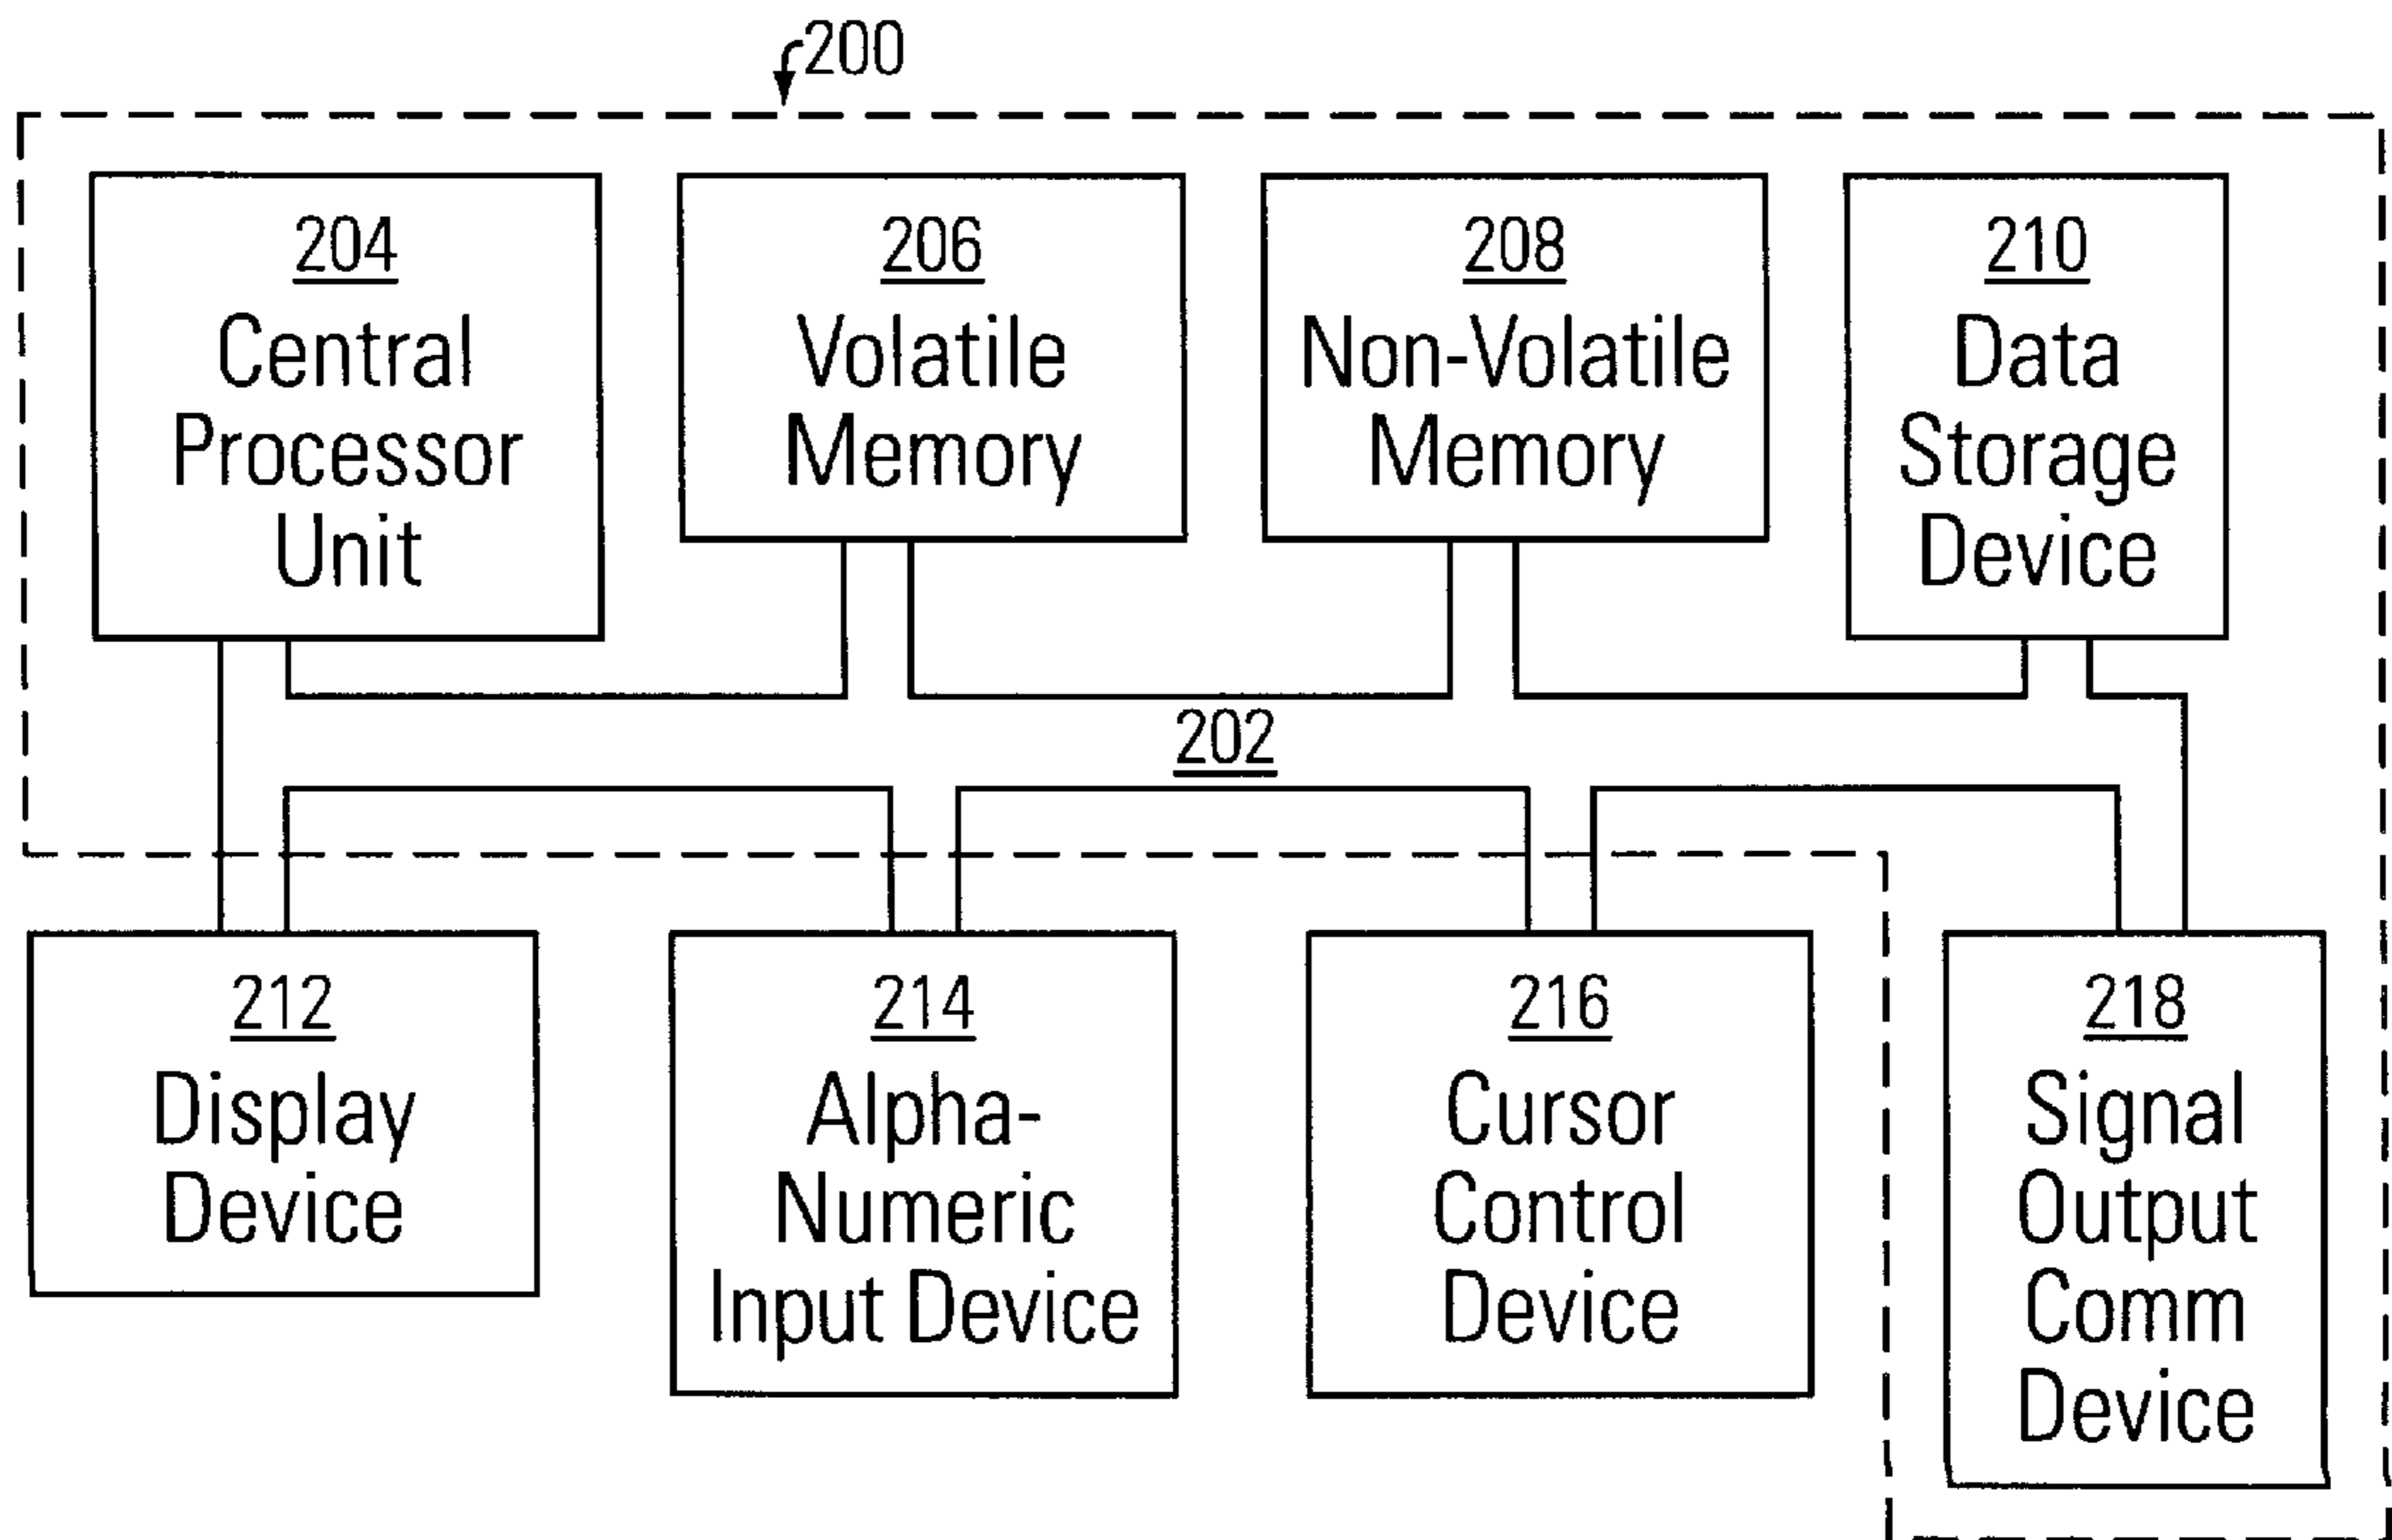 200
204
Central
Processor
Unit
206
Volatile
Memory
208
Non-Volatile
Memory
210
Data
Storage
Device
202
212
Display
Device
214
Alpha-
Numeric
Input Device
216
Cursor
Control
Device
218
Signal
Output
Comm
Device